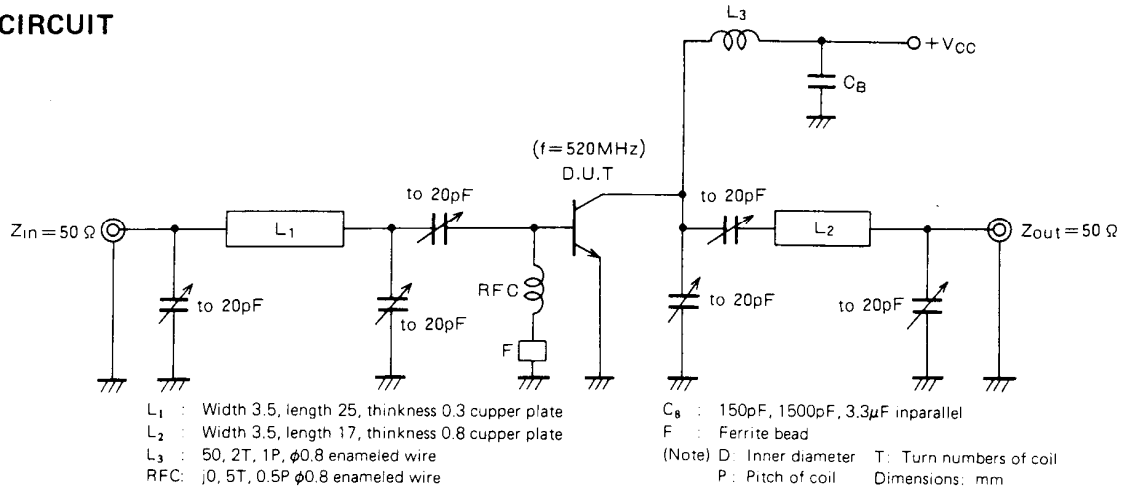 CIRCUIT
L3
+VCC
CB
(f=520MHz)
D.U.T
to 20pF
to 20pF
Zin=50 Ω
L1
L2
Zout=50 Ω
RFC
to 20pF
to 20pF
to 20pF
to 20pF
F
L1 : Width 3.5, length 25, thinkness 0.3 cupper plate
L2 : Width 3.5, length 17, thinkness 0.8 cupper plate
L3 : 50, 2T, 1P, φ0.8 enameled wire
RFC: j0, 5T, 0.5P φ0.8 enameled wire
CB : 150pF, 1500pF, 3.3μF inparallel
F : Ferrite bead
(Note) D: Inner diameter T: Turn numbers of coil
P: Pitch of coil Dimensions: mm